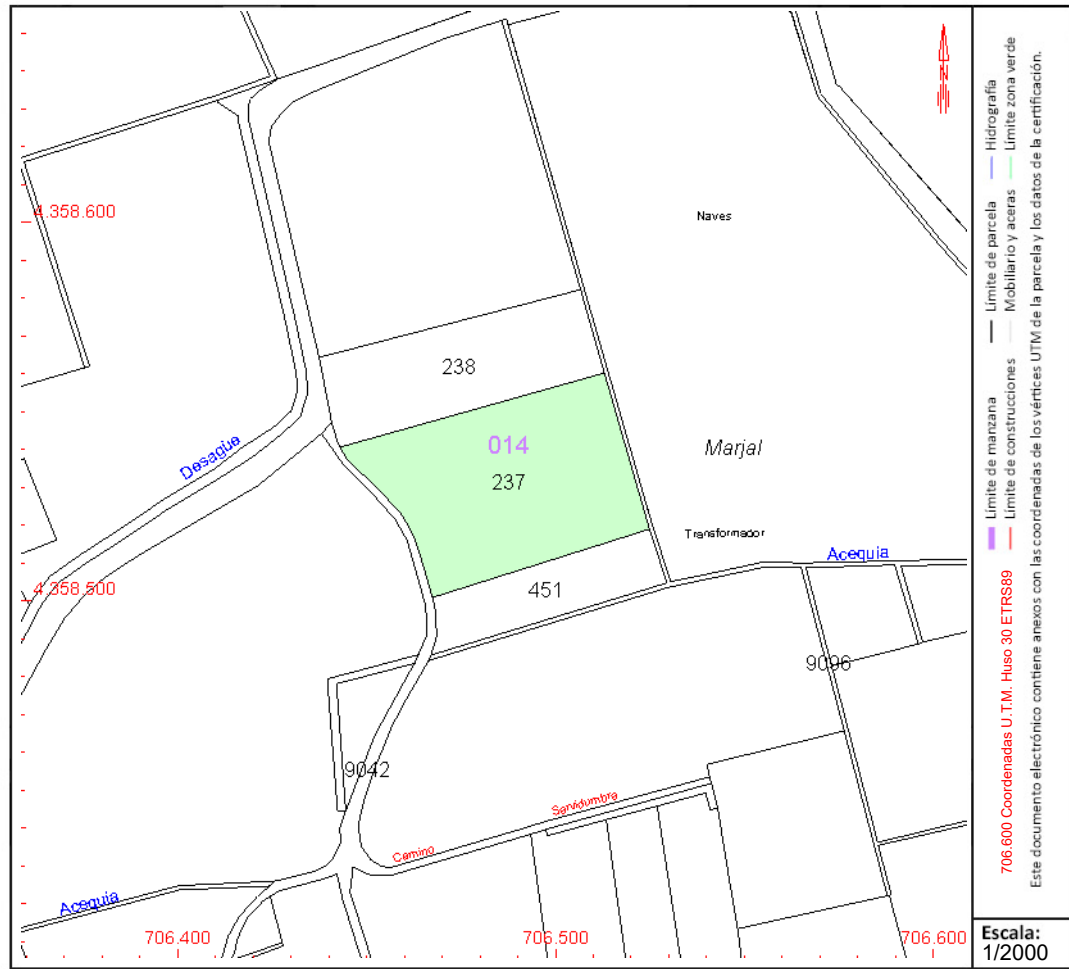 N
4.358.600
Naves
238
014
237
Marjal
Desagüe
Transformador
Acequia
451
4.358.500
9096
9042
Servidumbre
Camino
Acequia
706.400
706.500
706.600
706.600 Coordenadas U.T.M. Huso 30 ETRS89
Límite de manzana
Límite de parcela
Hidrografía
Límite de construcciones
Mobiliario y aceras
Límite zona verde
Este documento electrónico contiene anexos con las coordenadas de los vértices UTM de la parcela y los datos de la certificación.
Escala:
1/2000